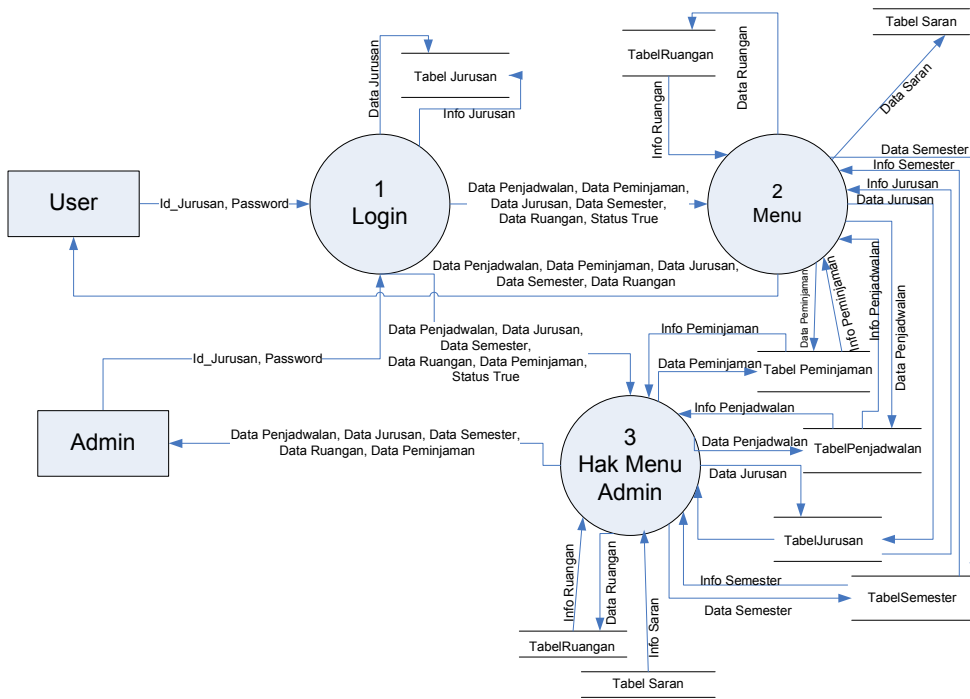 Tabel Saran
Data Jurusan
Tabel Jurusan
Info Jurusan
TabelRuangan
Data Ruangan
Info Ruangan
Data Saran
Data Semester
Info Semester
Info Jurusan
Data Jurusan
User
Id_Jurusan, Password
1
Login
Data Penjadwalan, Data Peminjaman,
Data Jurusan, Data Semester,
Data Ruangan, Status True
2
Menu
Data Penjadwalan, Data Peminjaman, Data Jurusan,
Data Semester, Data Ruangan
Data Peminjaman
Info Peminjaman
Info Penjadwalan
Data Penjadwalan
Data Penjadwalan, Data Jurusan,
Data Semester,
Data Ruangan, Data Peminjaman,
Status True
Id_Jurusan, Password
Info Peminjaman
Data Peminjaman
Tabel Peminjaman
Admin
Data Penjadwalan, Data Jurusan, Data Semester,
Data Ruangan, Data Peminjaman
3
Hak Menu
Admin
Info Penjadwalan
Data Penjadwalan
TabelPenjadwalan
Data Jurusan
TabelJurusan
Info Semester
Data Semester
TabelSemester
Info Ruangan
Data Ruangan
Info Saran
TabelRuangan
Tabel Saran